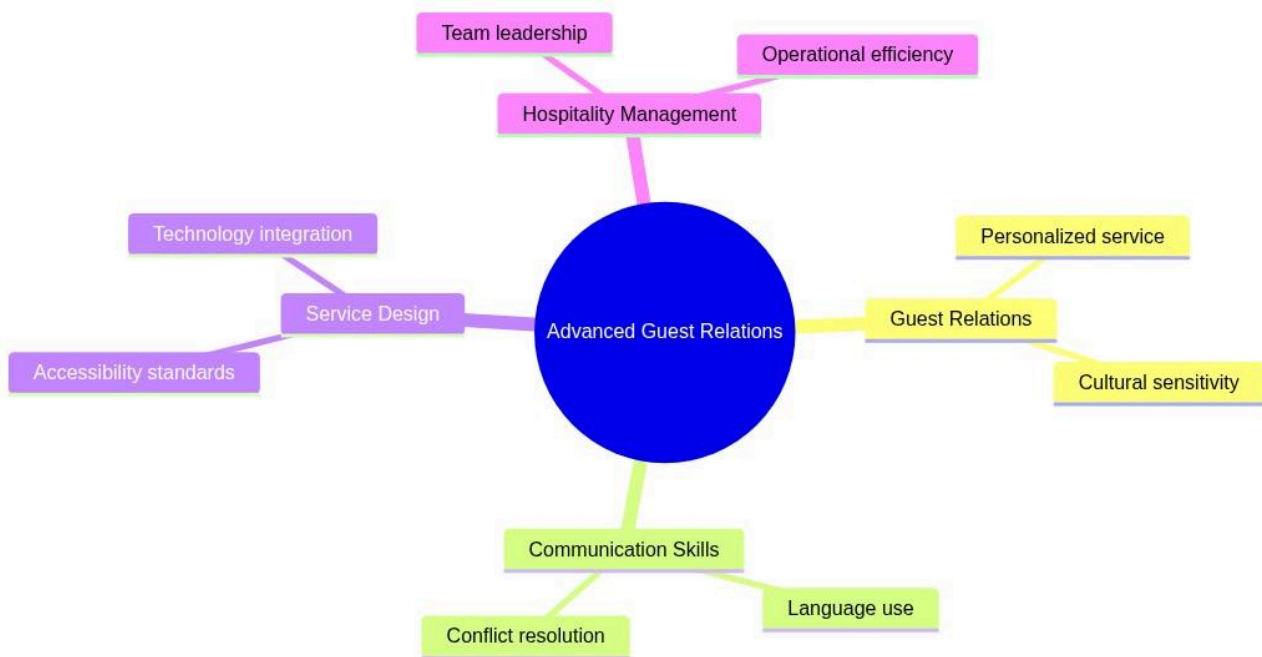 Team leadership
Operational efficiency
Hospitality Management
Technology integration
Personalized service
Service Design
Guest Relations
Advanced Guest Relations
Accessibility standards
Cultural sensitivity
Communication Skills
Language use
Conflict resolution